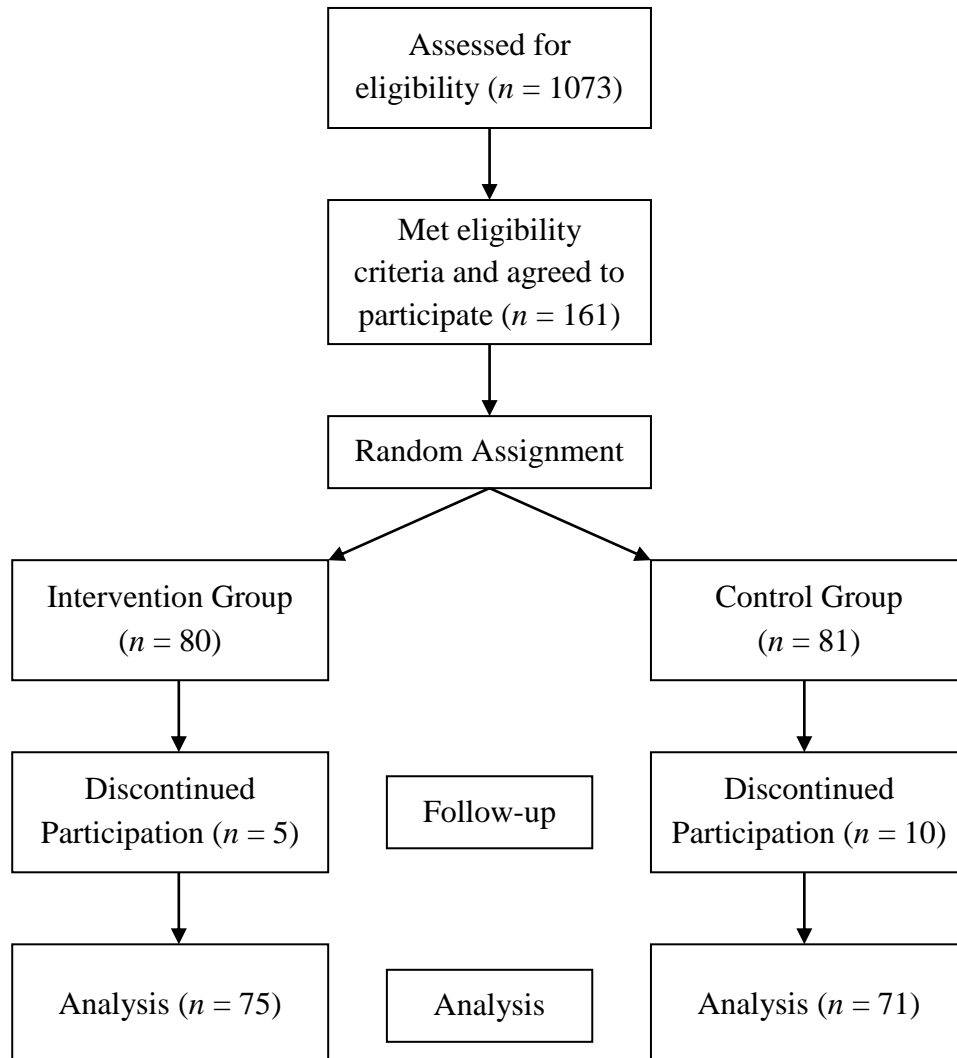 Assessed for
eligibility (n = 1073)
Met eligibility
criteria and agreed to
participate (n = 161)
Random Assignment
Intervention Group
(n = 80)
Control Group
(n = 81)
Discontinued
Participation (n = 5)
Follow-up
Discontinued
Participation (n = 10)
Analysis (n = 75)
Analysis
Analysis (n = 71)